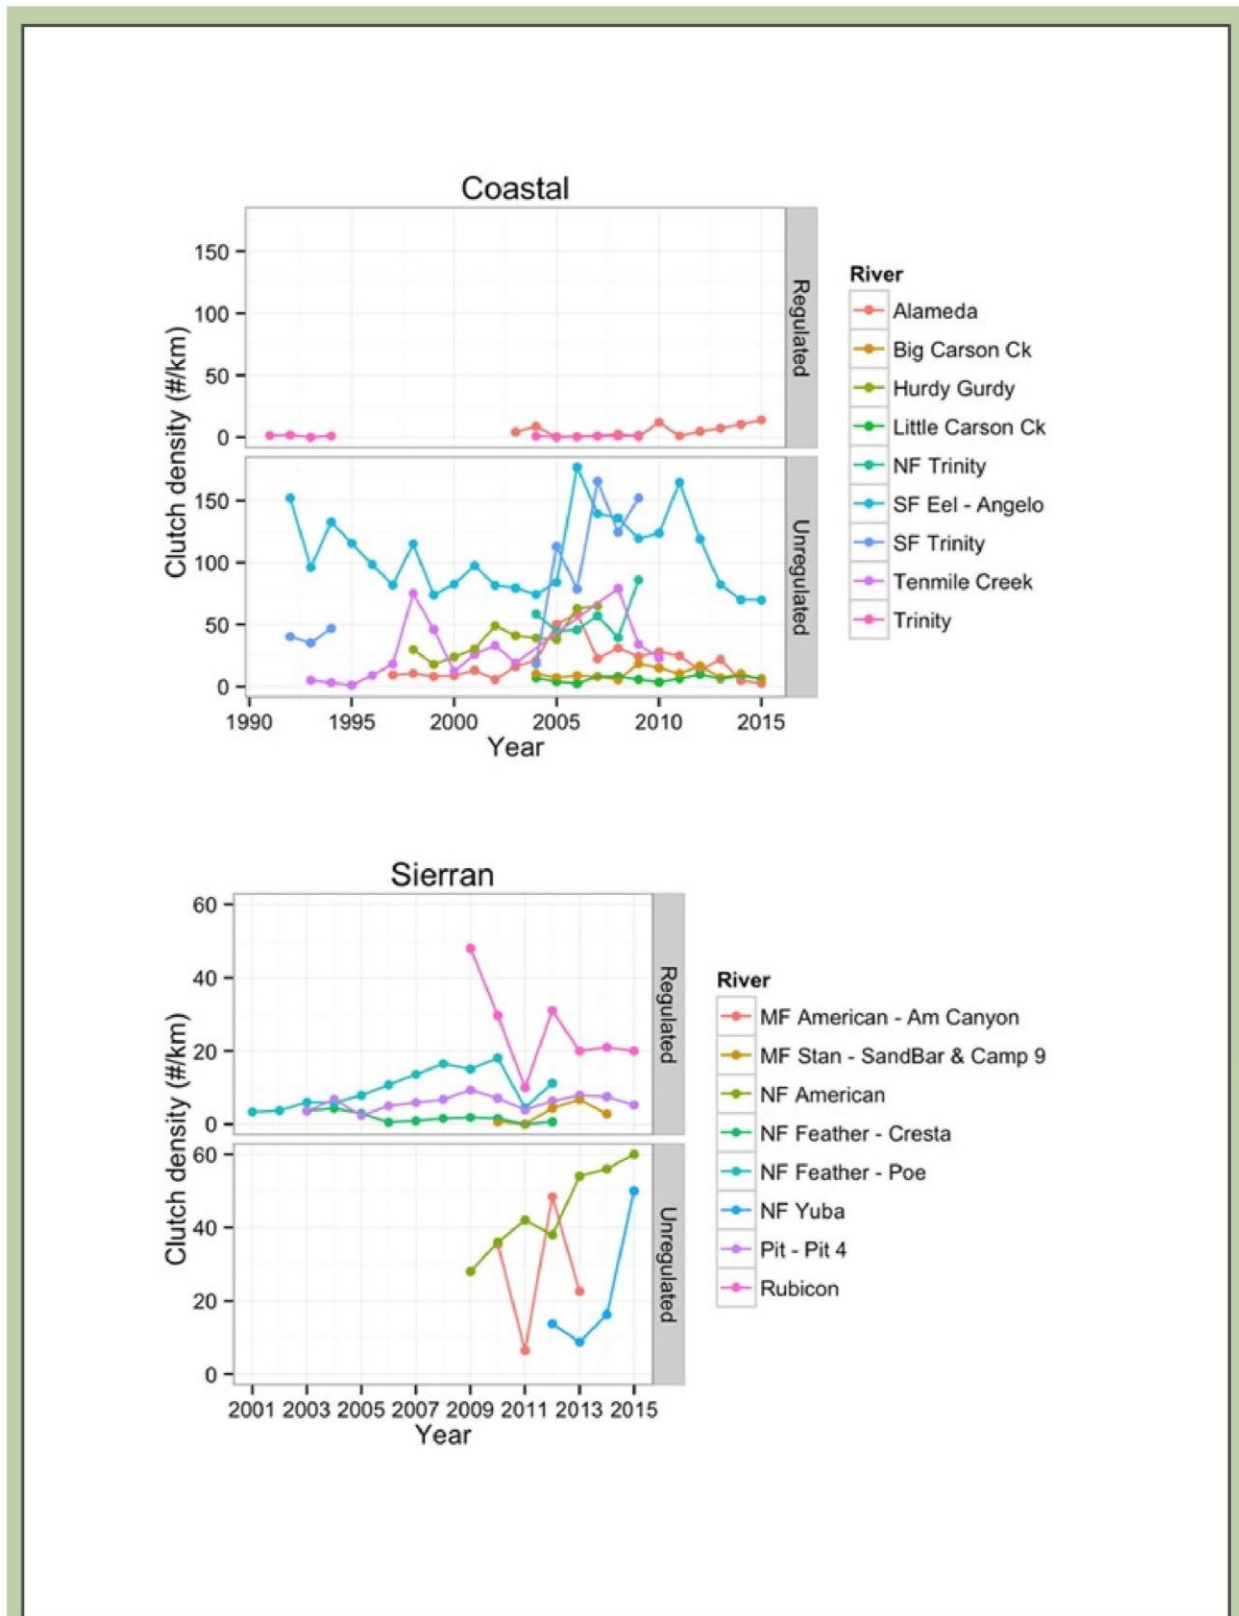 Coastal
Clutch density (#/km)
150
100
50
0
Regulated
150
100
50
0
Unregulated
1990 1995 2000 2005 2010 2015
Year
River
Alameda
Big Carson Ck
Hurdy Gurdy
Little Carson Ck
NF Trinity
SF Eel - Angelo
SF Trinity
Tenmile Creek
Trinity
Sierran
Clutch density (#/km)
60
40
20
0
Regulated
60
40
20
0
Unregulated
2001 2003 2005 2007 2009 2011 2013 2015
Year
River
MF American - Am Canyon
MF Stan - SandBar & Camp 9
NF American
NF Feather - Cresta
NF Feather - Poe
NF Yuba
Pit - Pit 4
Rubicon